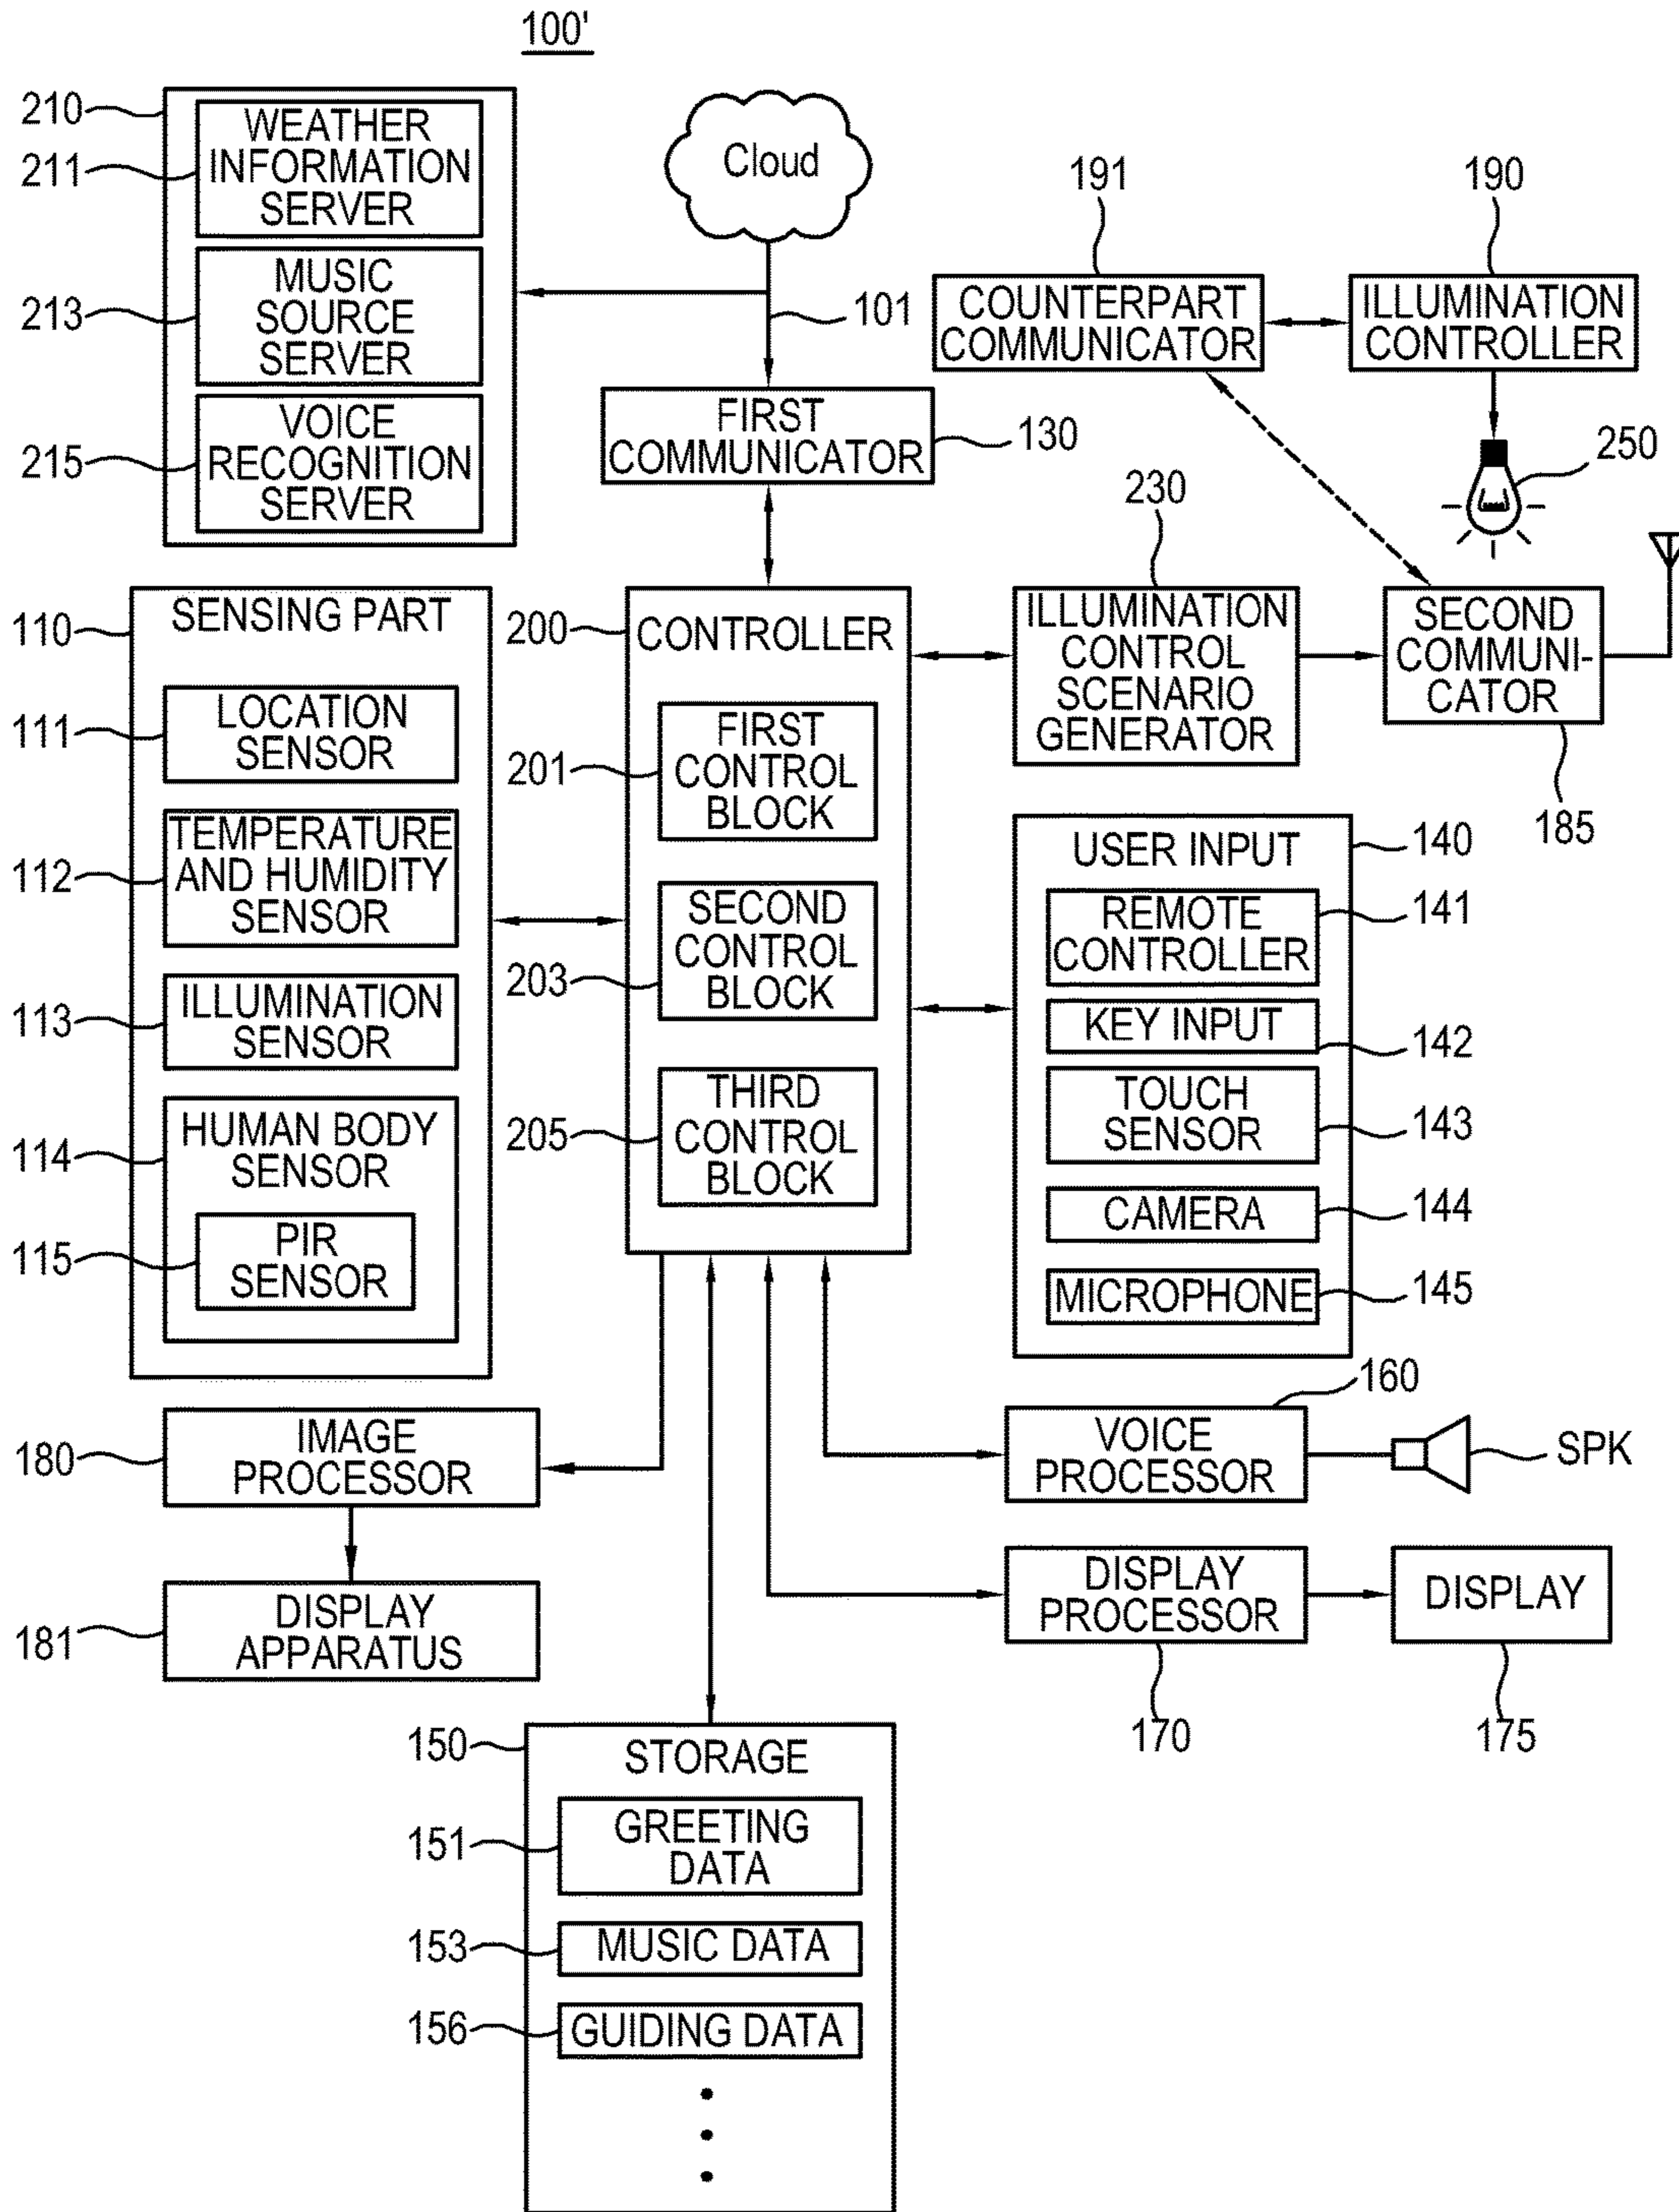 100'
210
WEATHER
INFORMATION
SERVER
211
MUSIC
SOURCE
SERVER
213
VOICE
RECOGNITION
SERVER
215
Cloud
101
FIRST
COMMUNICATOR
130
191
COUNTERPART
COMMUNICATOR
190
ILLUMINATION
CONTROLLER
250
230
ILLUMINATION
CONTROL
SCENARIO
GENERATOR
SECOND
COMMUNI-
CATOR
185
110
SENSING PART
111
LOCATION
SENSOR
112
TEMPERATURE
AND HUMIDITY
SENSOR
113
ILLUMINATION
SENSOR
114
HUMAN BODY
SENSOR
115
PIR
SENSOR
200
CONTROLLER
201
FIRST
CONTROL
BLOCK
203
SECOND
CONTROL
BLOCK
205
THIRD
CONTROL
BLOCK
USER INPUT
140
REMOTE
CONTROLLER
141
KEY INPUT
142
TOUCH
SENSOR
143
CAMERA
144
MICROPHONE
145
180
IMAGE
PROCESSOR
181
DISPLAY
APPARATUS
160
VOICE
PROCESSOR
SPK
DISPLAY
PROCESSOR
170
DISPLAY
175
150
STORAGE
151
GREETING
DATA
153
MUSIC DATA
156
GUIDING DATA